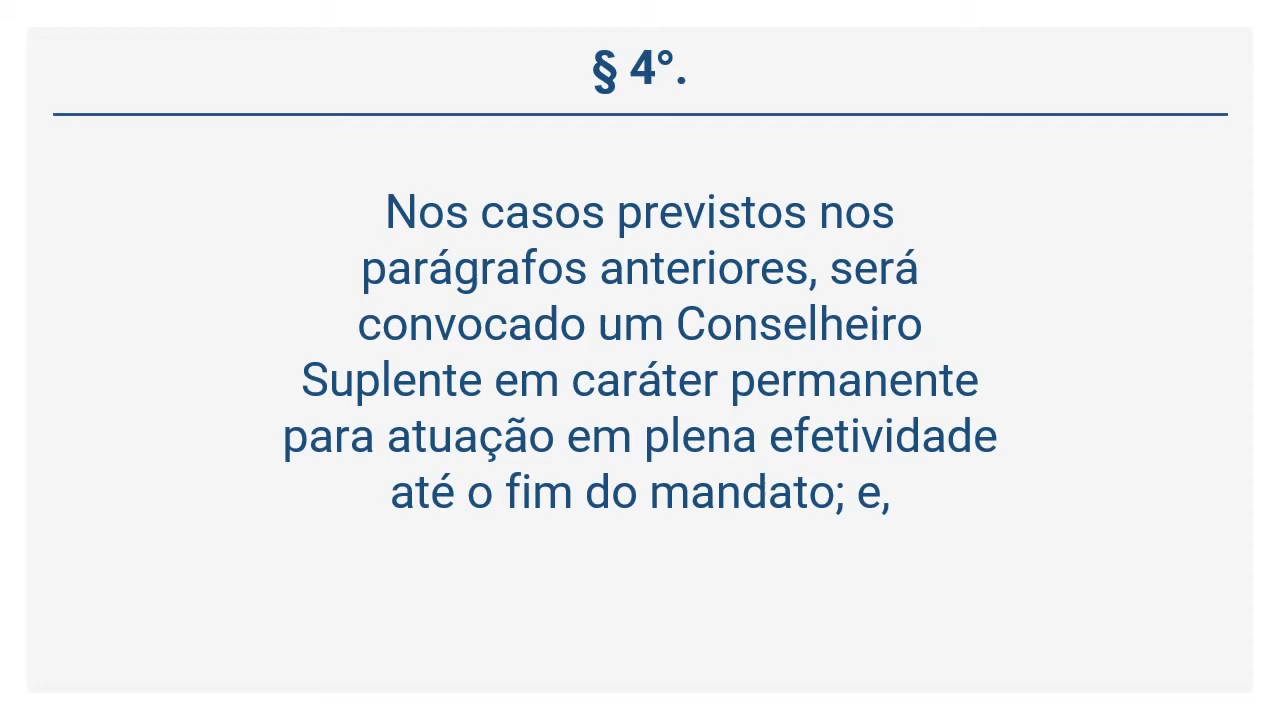 § 4°.
Nos casos previstos nos
parágrafos anteriores, será
convocado um Conselheiro
Suplente em caráter permanente
para atuação em plena efetividade
até o fim do mandato; e,